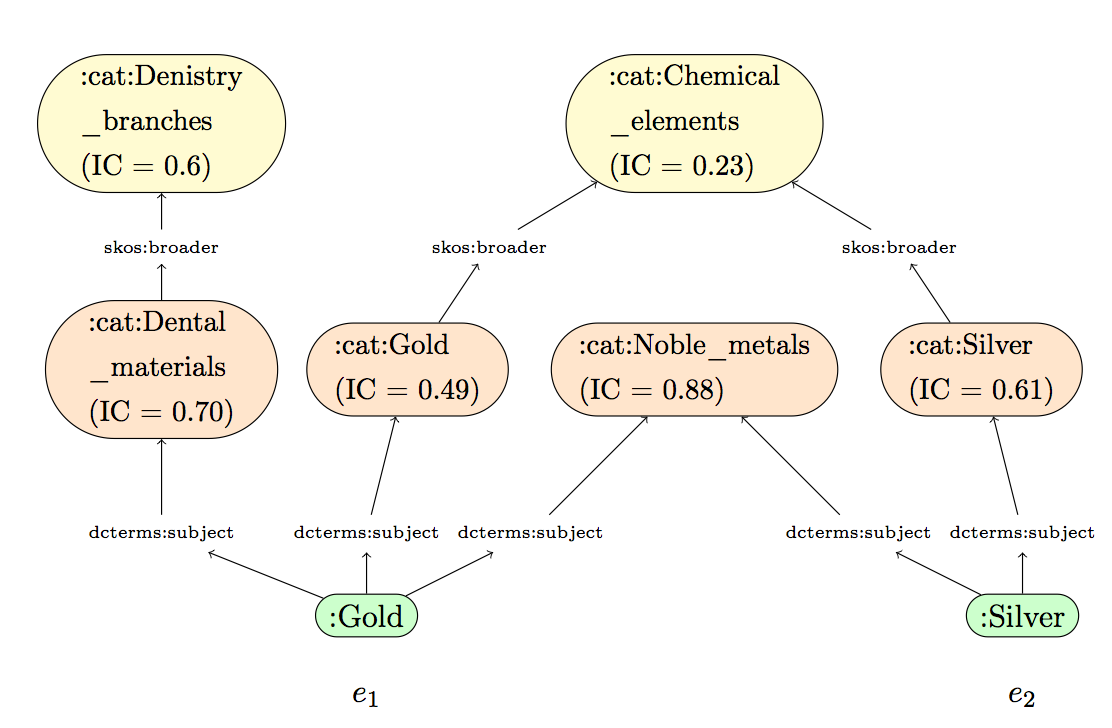 :cat:Denistry
_branches
(IC = 0.6)
:cat:Chemical
_elements
(IC = 0.23)
skos:broader
skos:broader
skos:broader
:cat:Dental
_materials
(IC = 0.70)
:cat:Gold
(IC = 0.49)
:cat:Noble_metals
(IC = 0.88)
:cat:Silver
(IC = 0.61)
dcterms:subject
dcterms:subject
dcterms:subject
dcterms:subject
dcterms:subject
:Gold
:Silver
e₁
e₂